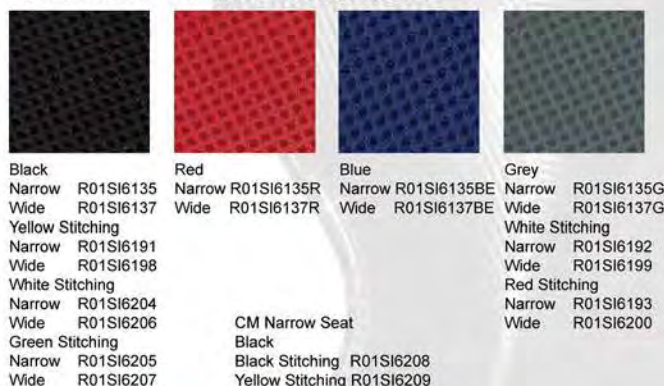 Black
Narrow R01SI6135
Wide R01SI6137
Yellow Stitching
Narrow R01SI6191
Wide R01SI6198
White Stitching
Narrow R01SI6204
Wide R01SI6206
Green Stitching
Narrow R01SI6205
Wide R01SI6207
Red
Narrow R01SI6135R
Wide R01SI6137R
Blue
Narrow R01SI6135BE
Wide R01SI6137BE
CM Narrow Seat
Black
Black Stitching R01SI6208
Yellow Stitching R01SI6209
Grey
Narrow R01SI6135G
Wide R01SI6137G
White Stitching
Narrow R01SI6192
Wide R01SI6199
Red Stitching
Narrow R01SI6193
Wide R01SI6200